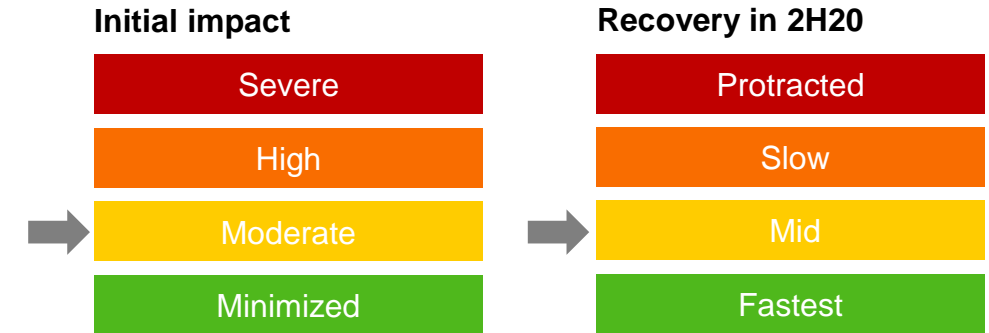 Initial impact
Severe
High
Moderate
Minimized
Recovery in 2H20
Protracted
Slow
Mid
Fastest